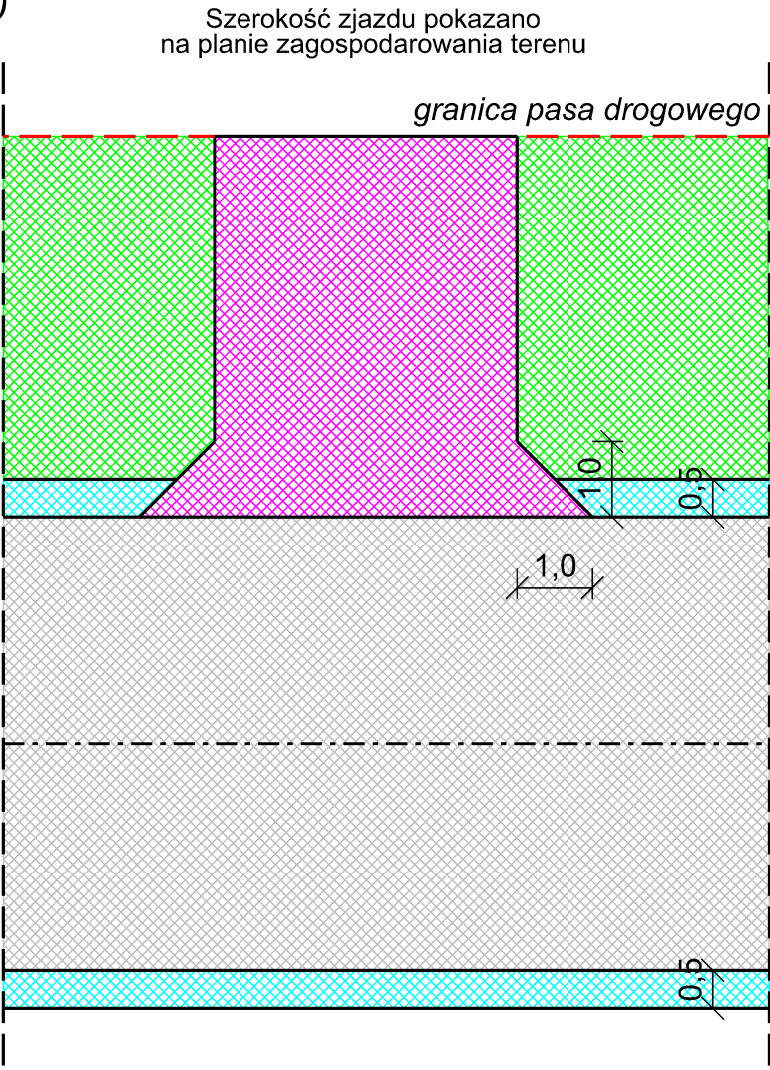 )
Szerokość zjazdu pokazano
na planie zagospodarowania terenu
granica pasa drogowego
1,0
0,5
1,0
0,5